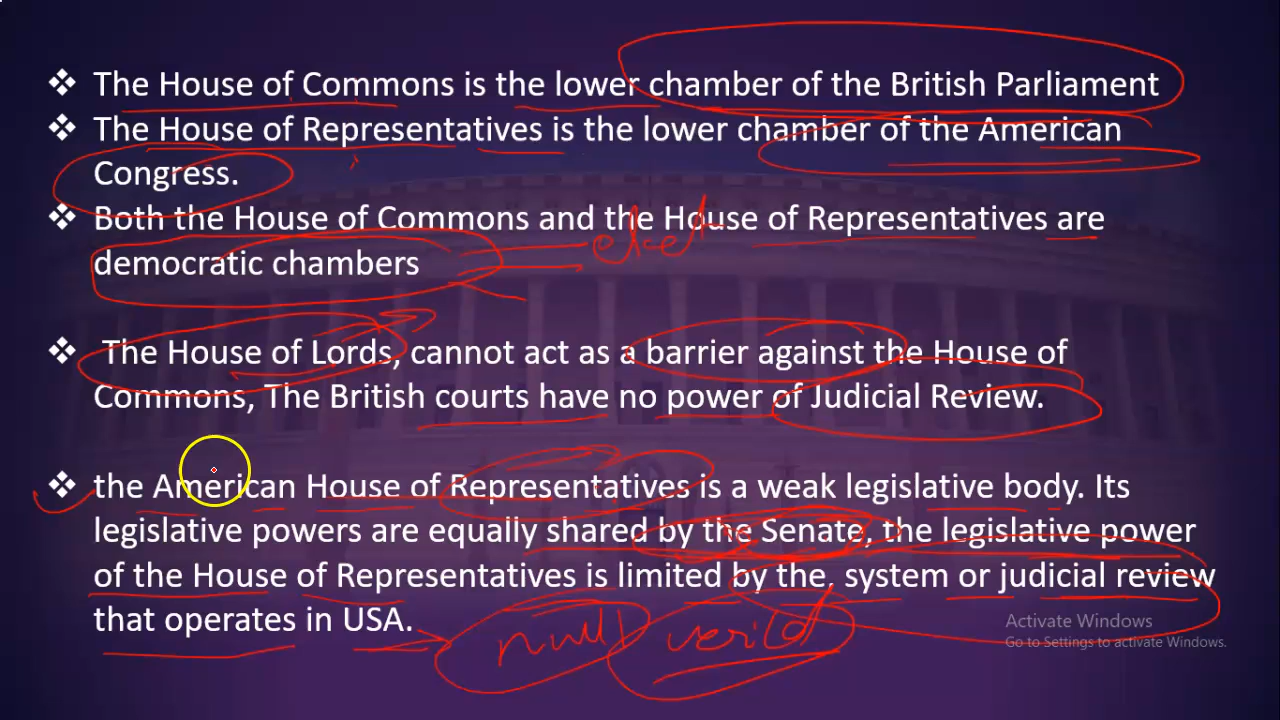 ❖ The House of Commons is the lower chamber of the British Parliament
❖ The House of Representatives is the lower chamber of the American
Congress.
❖ Both the House of Commons and the House of Representatives are
democratic chambers
elect
❖ The House of Lords, cannot act as a barrier against the House of
Commons, The British courts have no power of Judicial Review.
❖ the American House of Representatives is a weak legislative body. Its
legislative powers are equally shared by the Senate, the legislative power
of the House of Representatives is limited by the, system or judicial review
that operates in USA.
null
Activate Windows
Go to Settings to activate Windows.